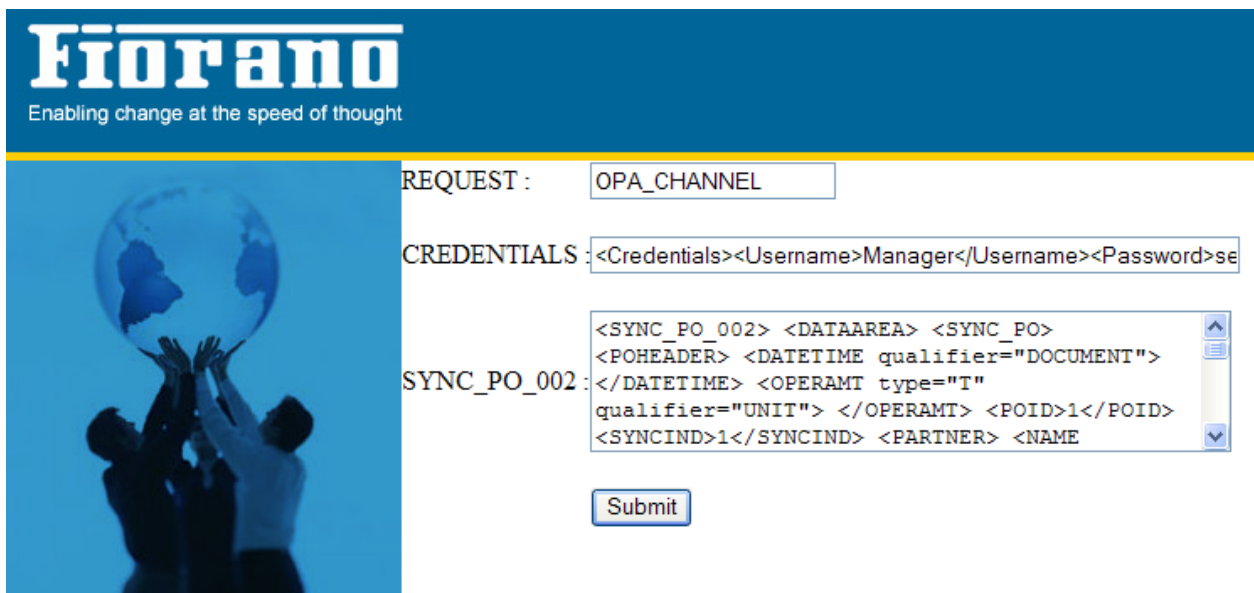 Fiorano
Enabling change at the speed of thought
REQUEST : OPA_CHANNEL
CREDENTIALS : <Credentials><Username>Manager</Username><Password>se
SYNC_PO_002 :
<SYNC_PO_002> <DATAAREA> <SYNC_PO>
<POHEADER> <DATETIME qualifier="DOCUMENT">
</DATETIME> <OPERAMT type="T"
qualifier="UNIT"> </OPERAMT> <POID>1</POID>
<SYNCIND>1</SYNCIND> <PARTNER> <NAME
Submit